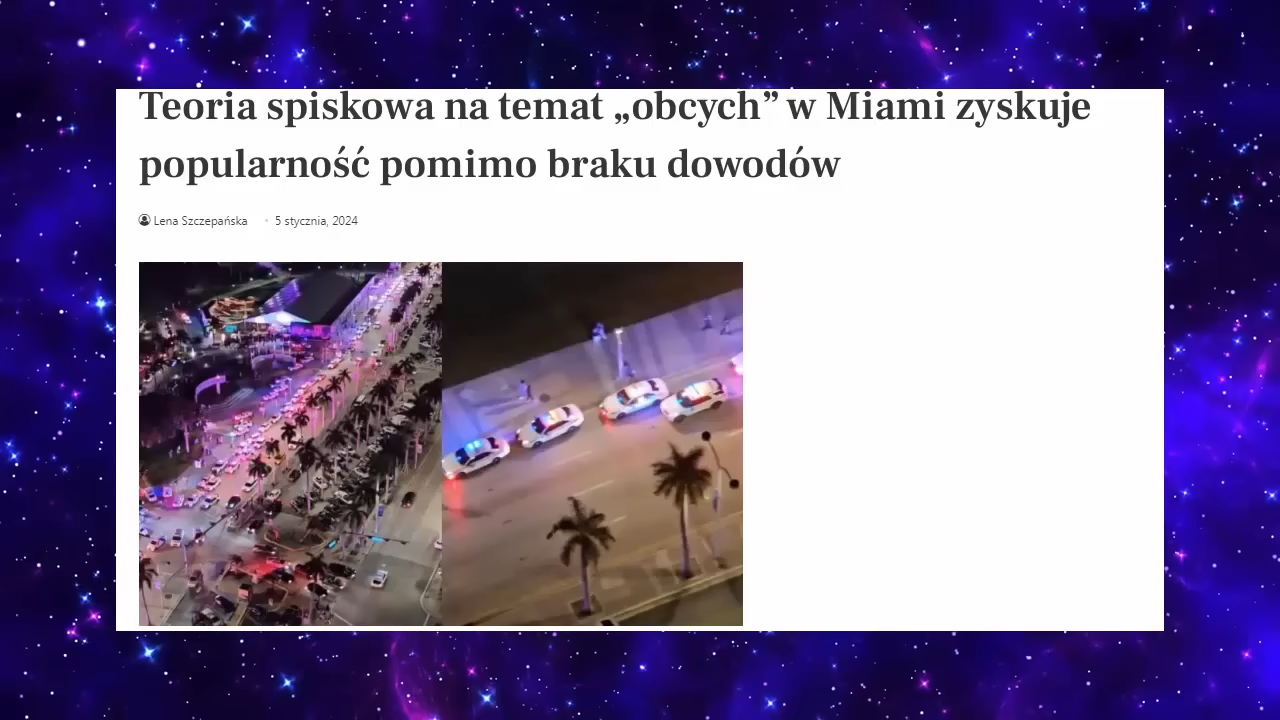 Teoria spiskowa na temat „obcych” w Miami zyskuje
popularność pomimo braku dowodów
Lena Szczepańska • 5 stycznia, 2024